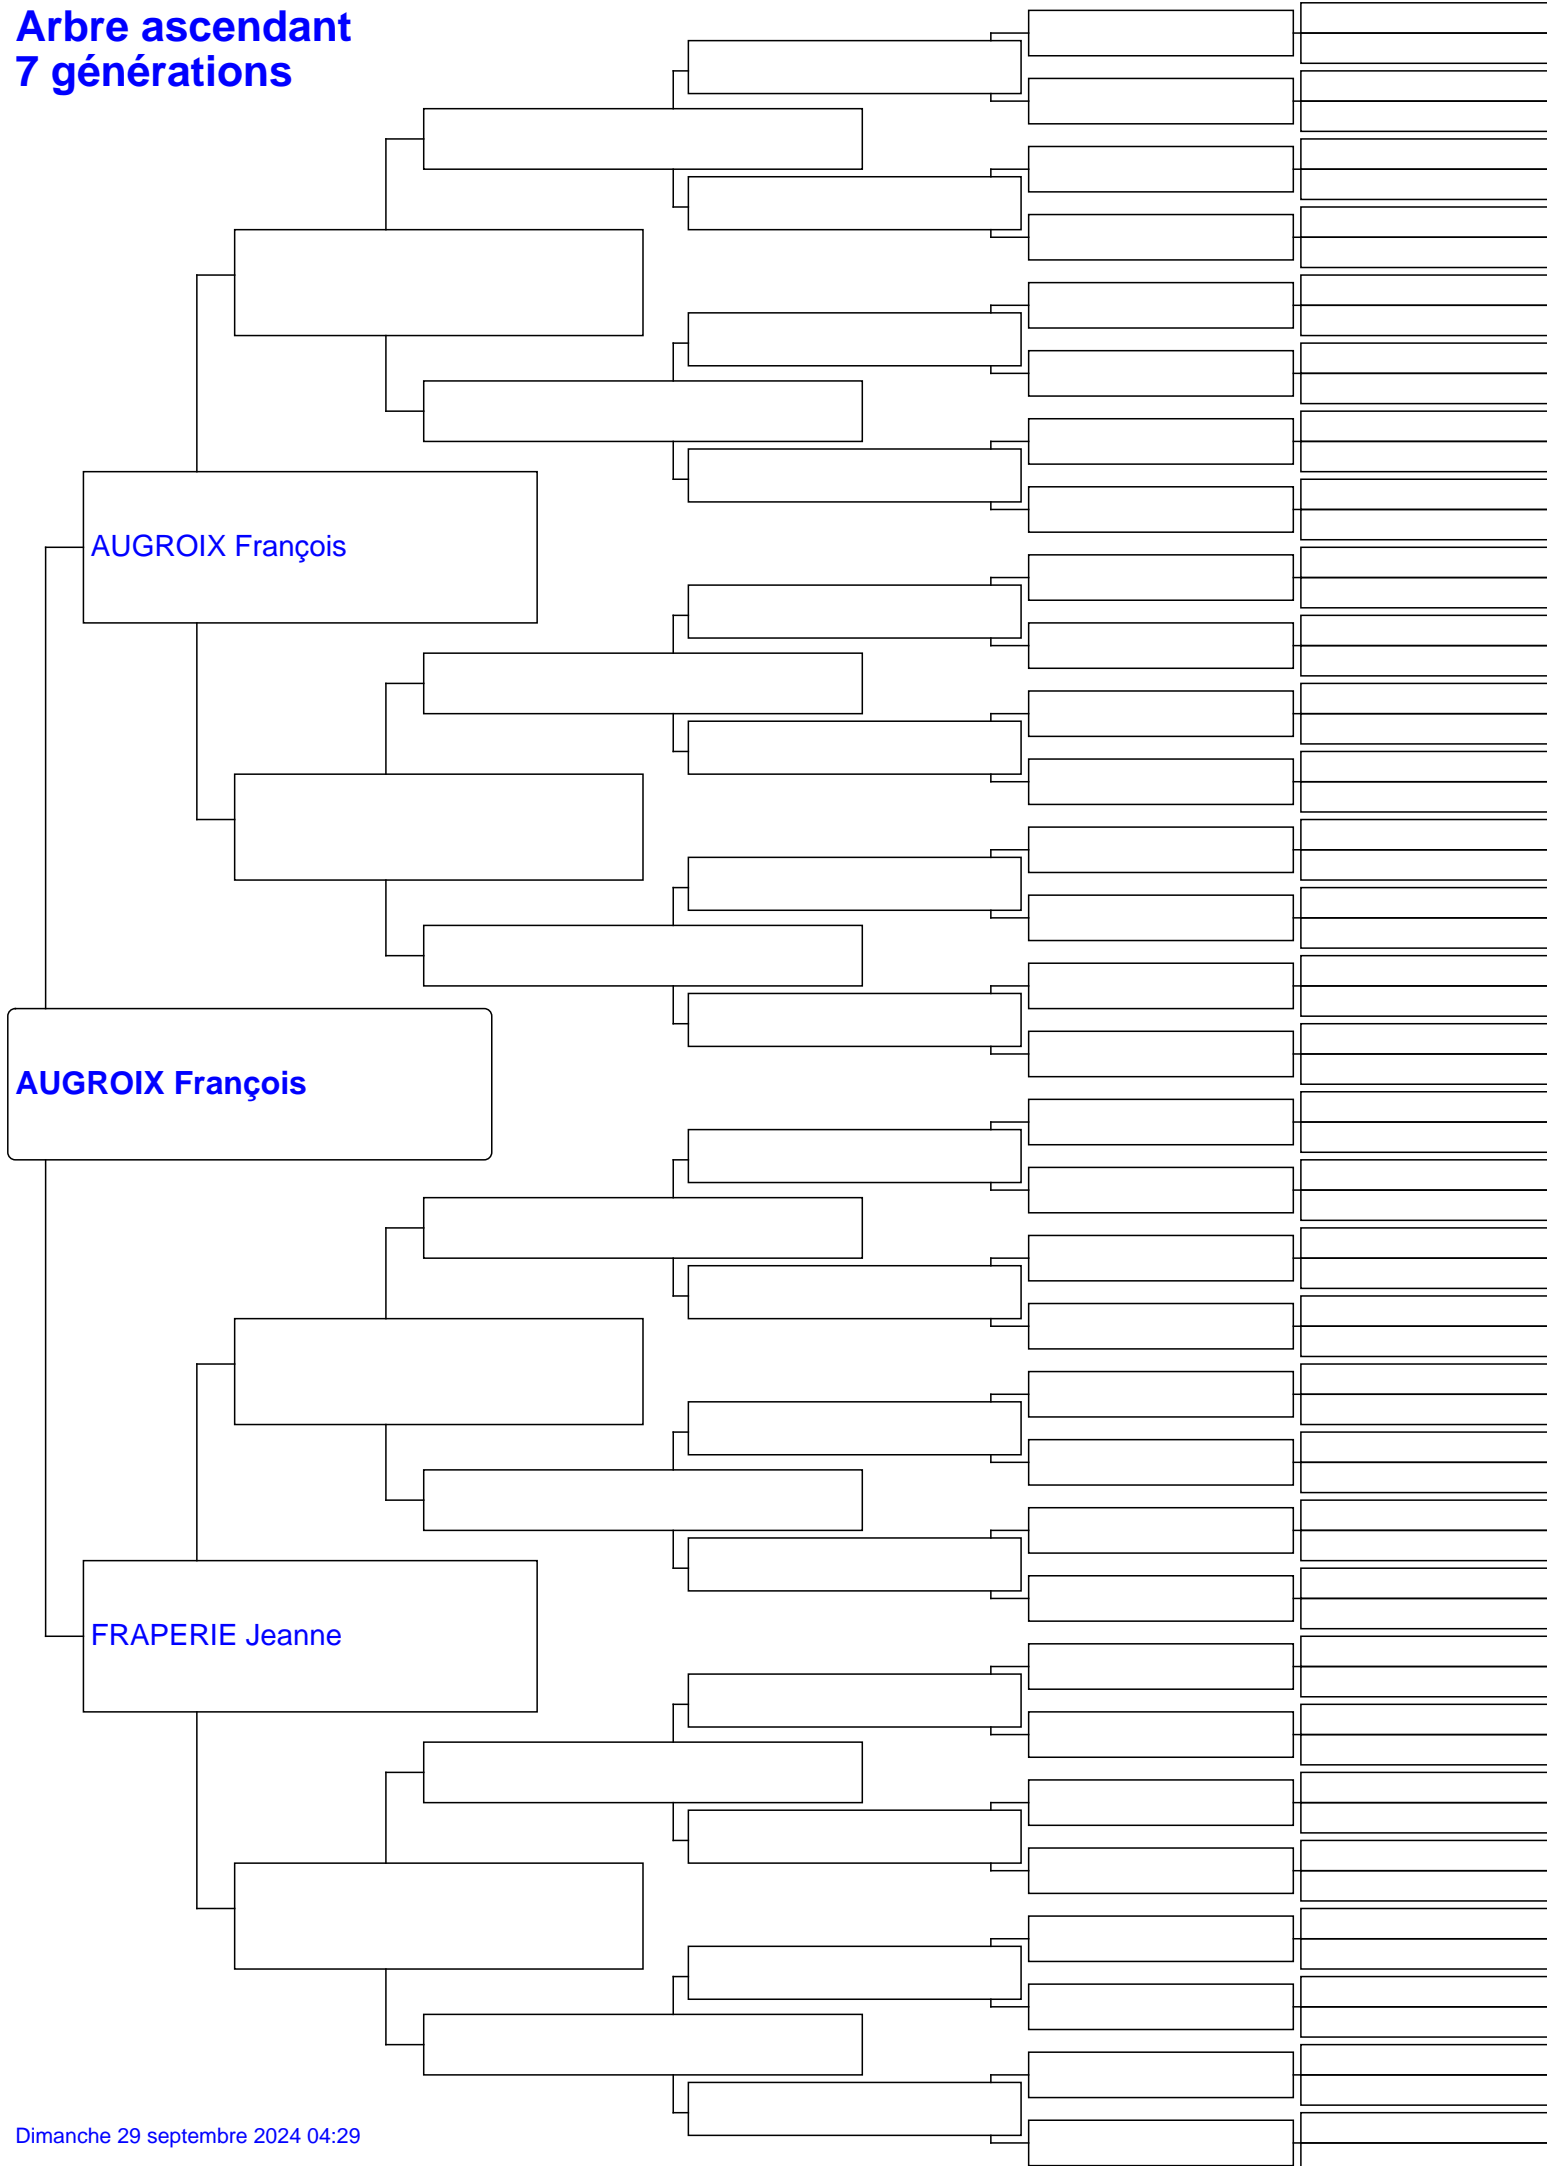 Arbre ascendant
7 générations
AUGROIX François
AUGROIX François
FRAPERIE Jeanne
Dimanche 29 septembre 2024 04:29